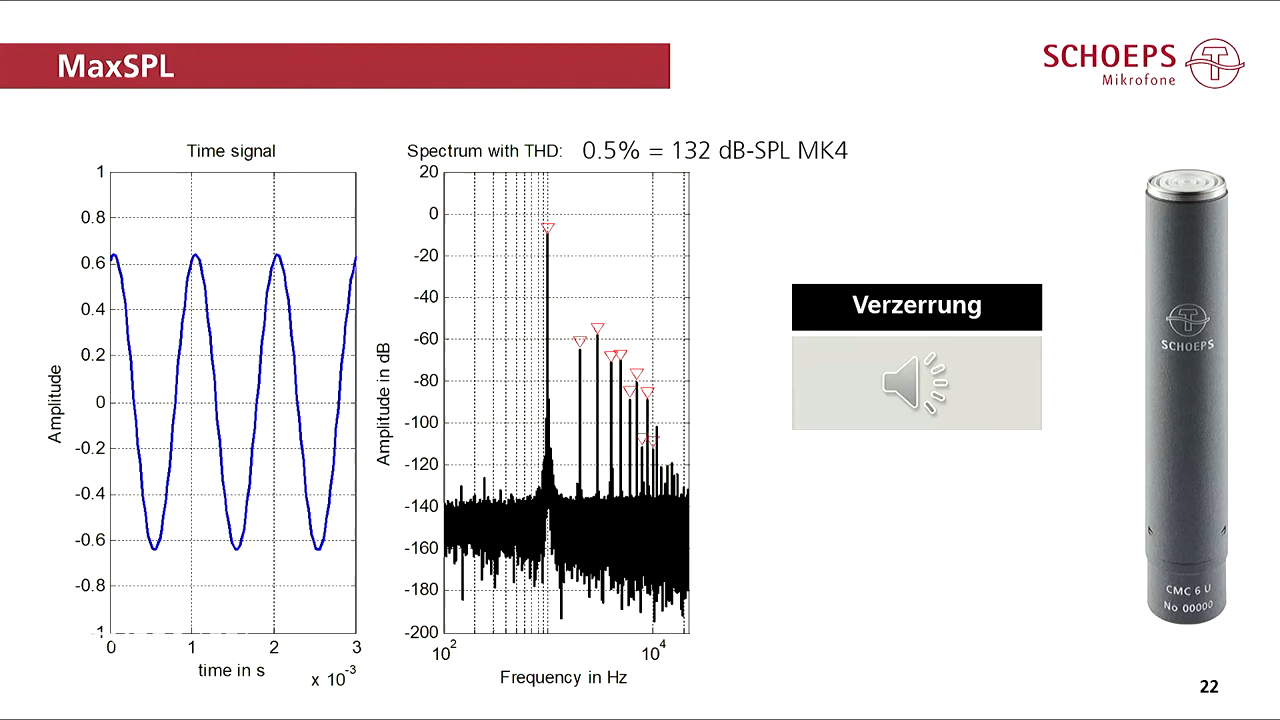 MaxSPL
SCHOEPS
Mikrofone
Time signal
Spectrum with THD: 0.5% = 132 dB-SPL MK4
1
0.8
0.6
0.4
0.2
0
-0.2
-0.4
-0.6
-0.8
-1
Amplitude
0 1 2 3
time in s
x 10-3
20
0
-20
-40
-60
-80
-100
-120
-140
-160
-180
-200
Amplitude in dB
102 104
Frequency in Hz
Verzerrung
SCHOEPS
CMC 6 U
No 00000
22